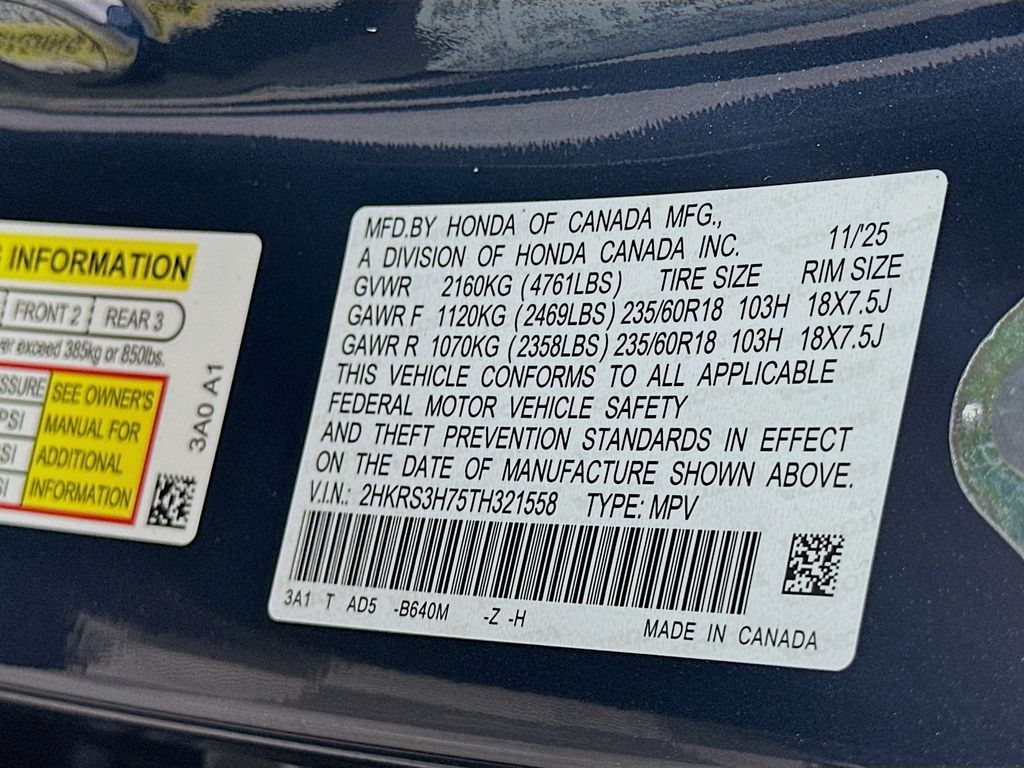 INFORMATION
FRONT 2
REAR 3
exceed 385kg or 850lbs.
SEE OWNER'S
MANUAL FOR
ADDITIONAL
INFORMATION
PSI
3A0 A1
MFD.BY HONDA OF CANADA MFG.,
A DIVISION OF HONDA CANADA INC. 11/'25
GVWR 2160KG (4761LBS) TIRE SIZE RIM SIZE
GAWR F 1120KG (2469LBS) 235/60R18 103H 18X7.5J
GAWR R 1070KG (2358LBS) 235/60R18 103H 18X7.5J
THIS VEHICLE CONFORMS TO ALL APPLICABLE
FEDERAL MOTOR VEHICLE SAFETY
AND THEFT PREVENTION STANDARDS IN EFFECT
ON THE DATE OF MANUFACTURE SHOWN ABOVE.
V.I.N.: 2HKRS3H75TH321558 TYPE: MPV
3A1 T AD5 -B640M -Z -H
MADE IN CANADA